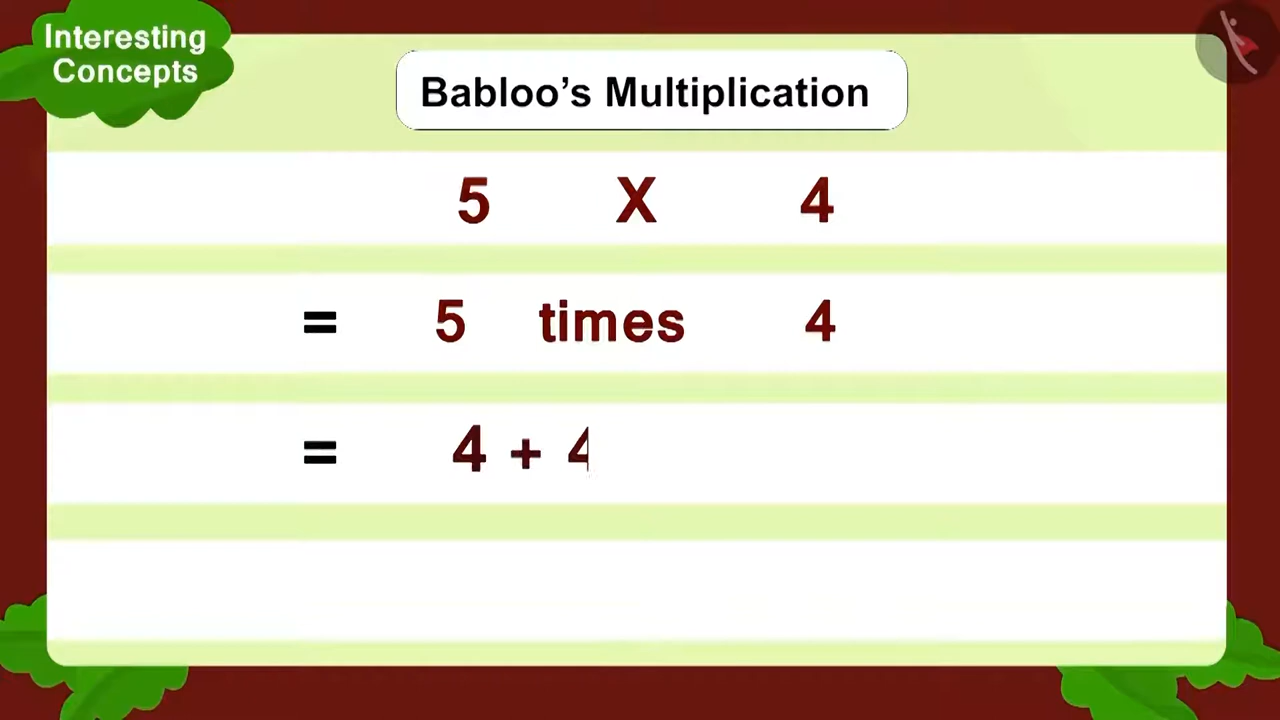 Interesting
Concepts
Babloo's Multiplication
5 X 4
= 5 times 4
= 4 + 4